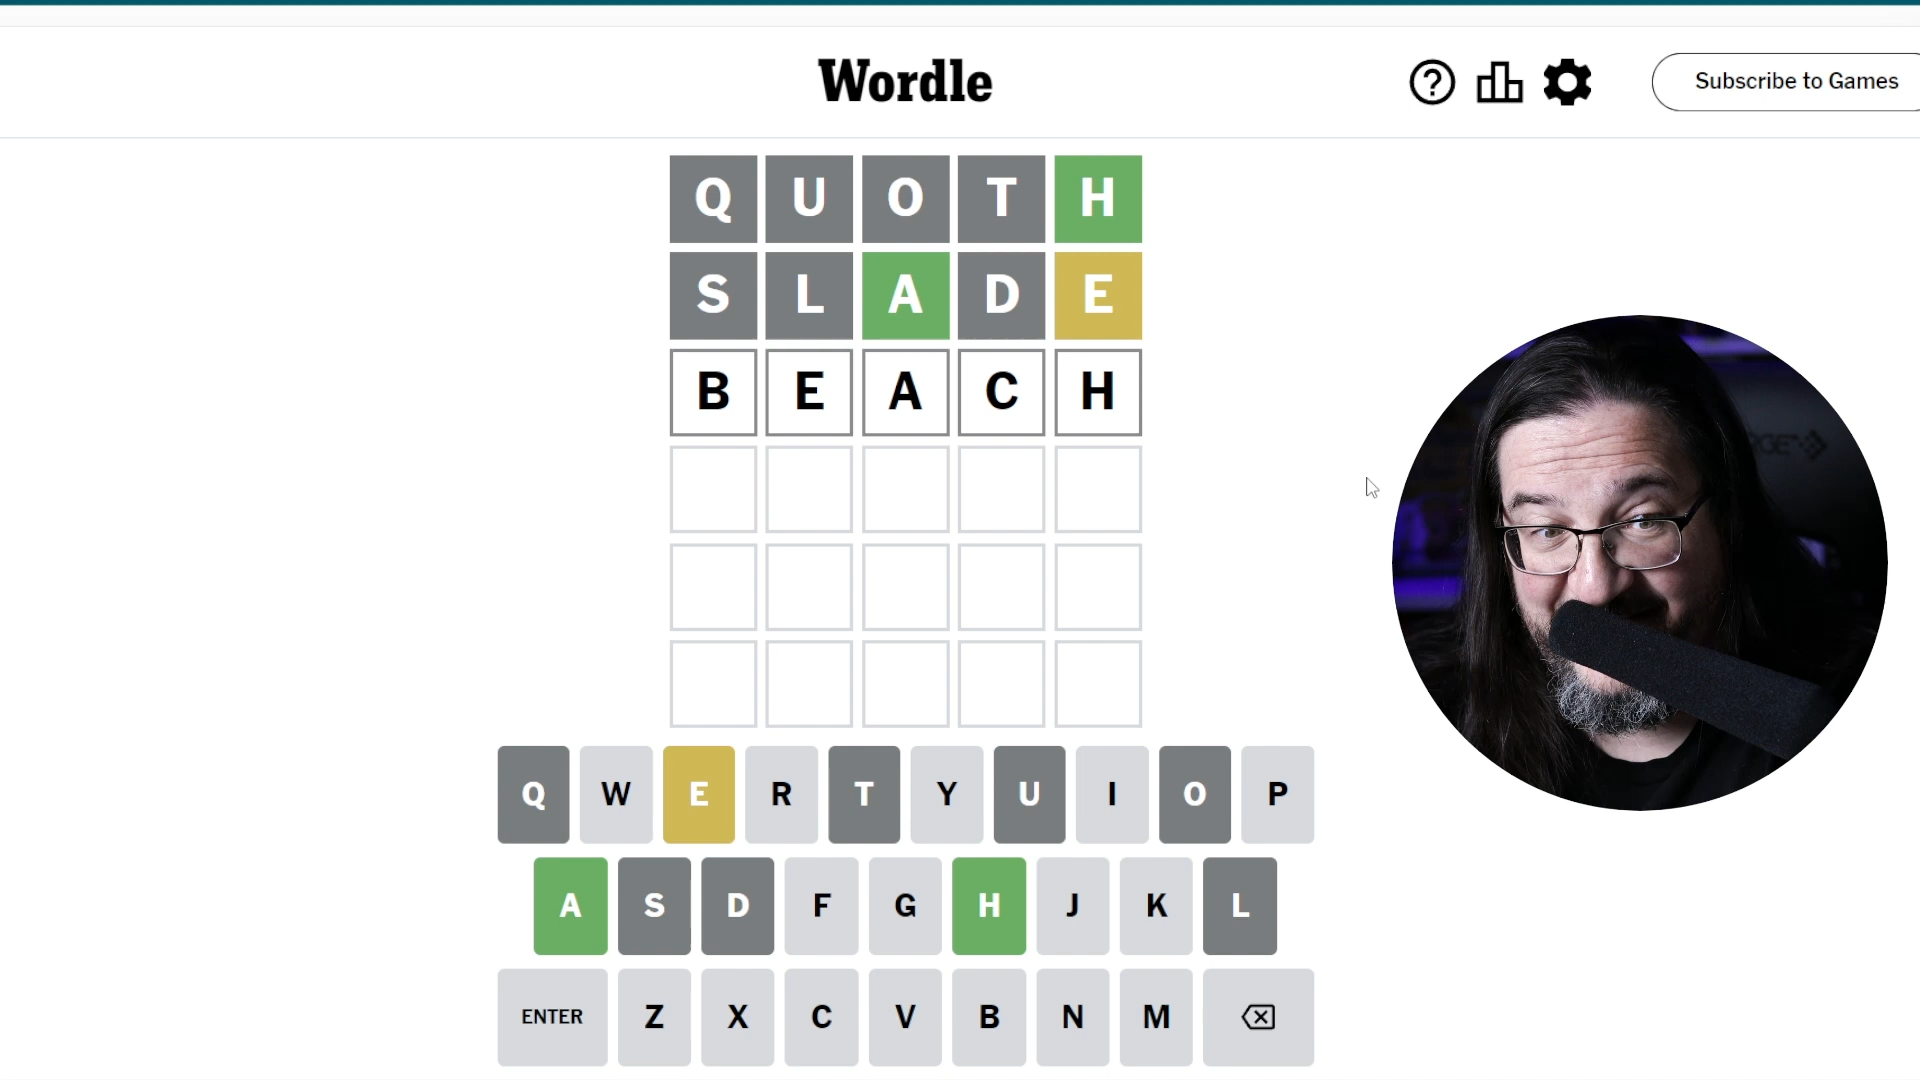 Wordle
?
Subscribe to Games
Q U O T H
S L A D E
B E A C H
Q W E R T Y U I O P
A S D F G H J K L
ENTER Z X C V B N M